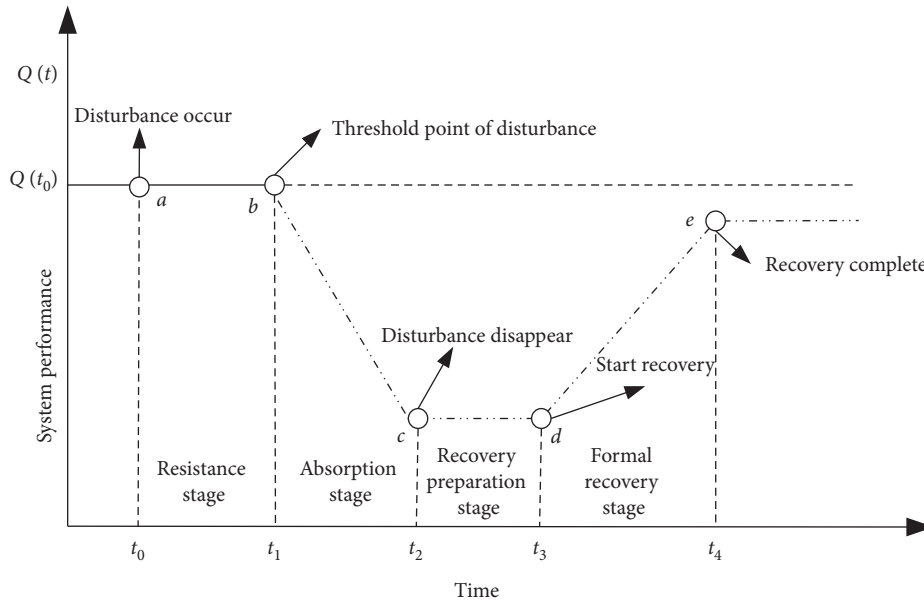 Q (t)
Disturbance occur
Threshold point of disturbance
Q (t0)
a
b
e
Recovery complete
System performance
Disturbance disappear
Start recovery
c
d
Resistance
stage
Absorption
stage
Recovery
preparation
stage
Formal
recovery
stage
t0
t1
t2
t3
t4
Time